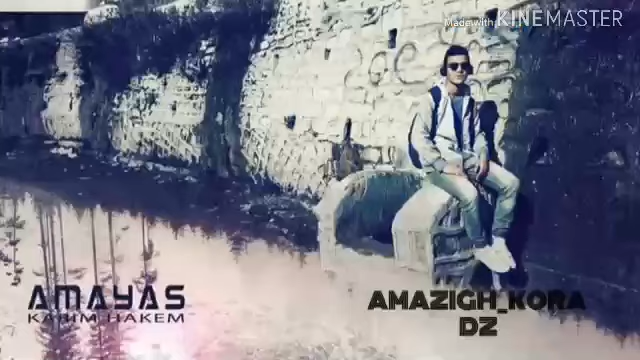 Made with KINEMASTER
AMAYAS
KARIM HAKEM
AMAZIGH_KORA
DZ